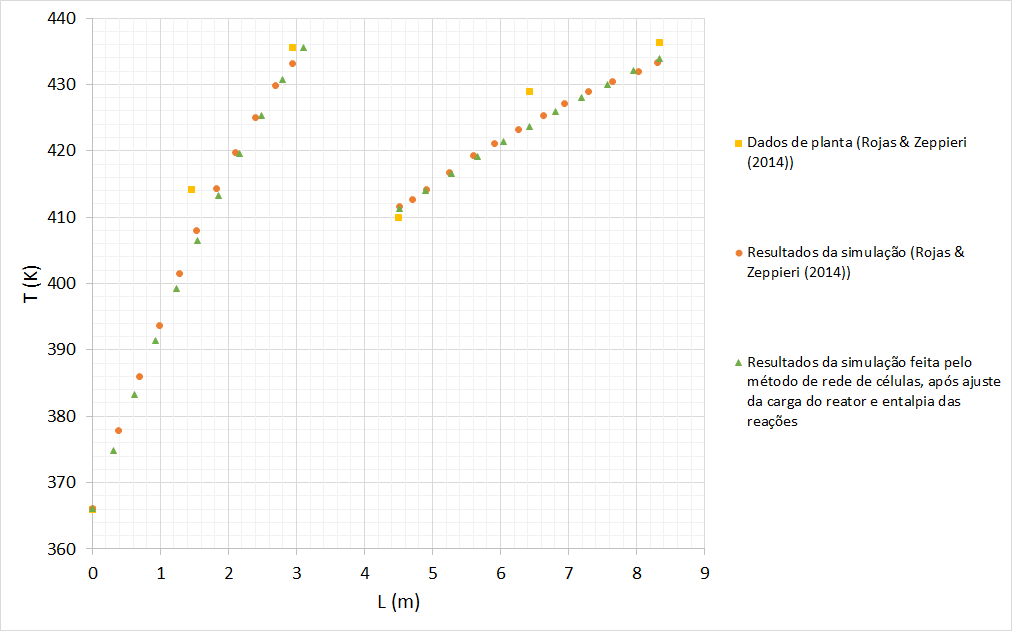 440
430
420
410
400
390
380
370
360
T (K)
0 1 2 3 4 5 6 7 8 9
L (m)
Dados de planta (Rojas & Zeppieri
(2014))
Resultados da simulação (Rojas &
Zeppieri (2014))
Resultados da simulação feita pelo
método de rede de células, após ajuste
da carga do reator e entalpia das
reações